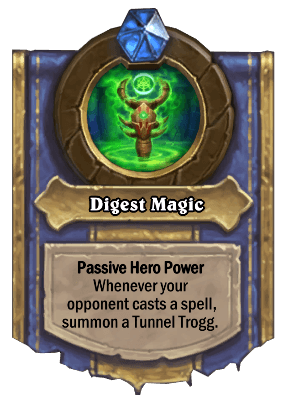 Digest Magic
Passive Hero Power
Whenever your
opponent casts a spell,
summon a Tunnel Trogg.